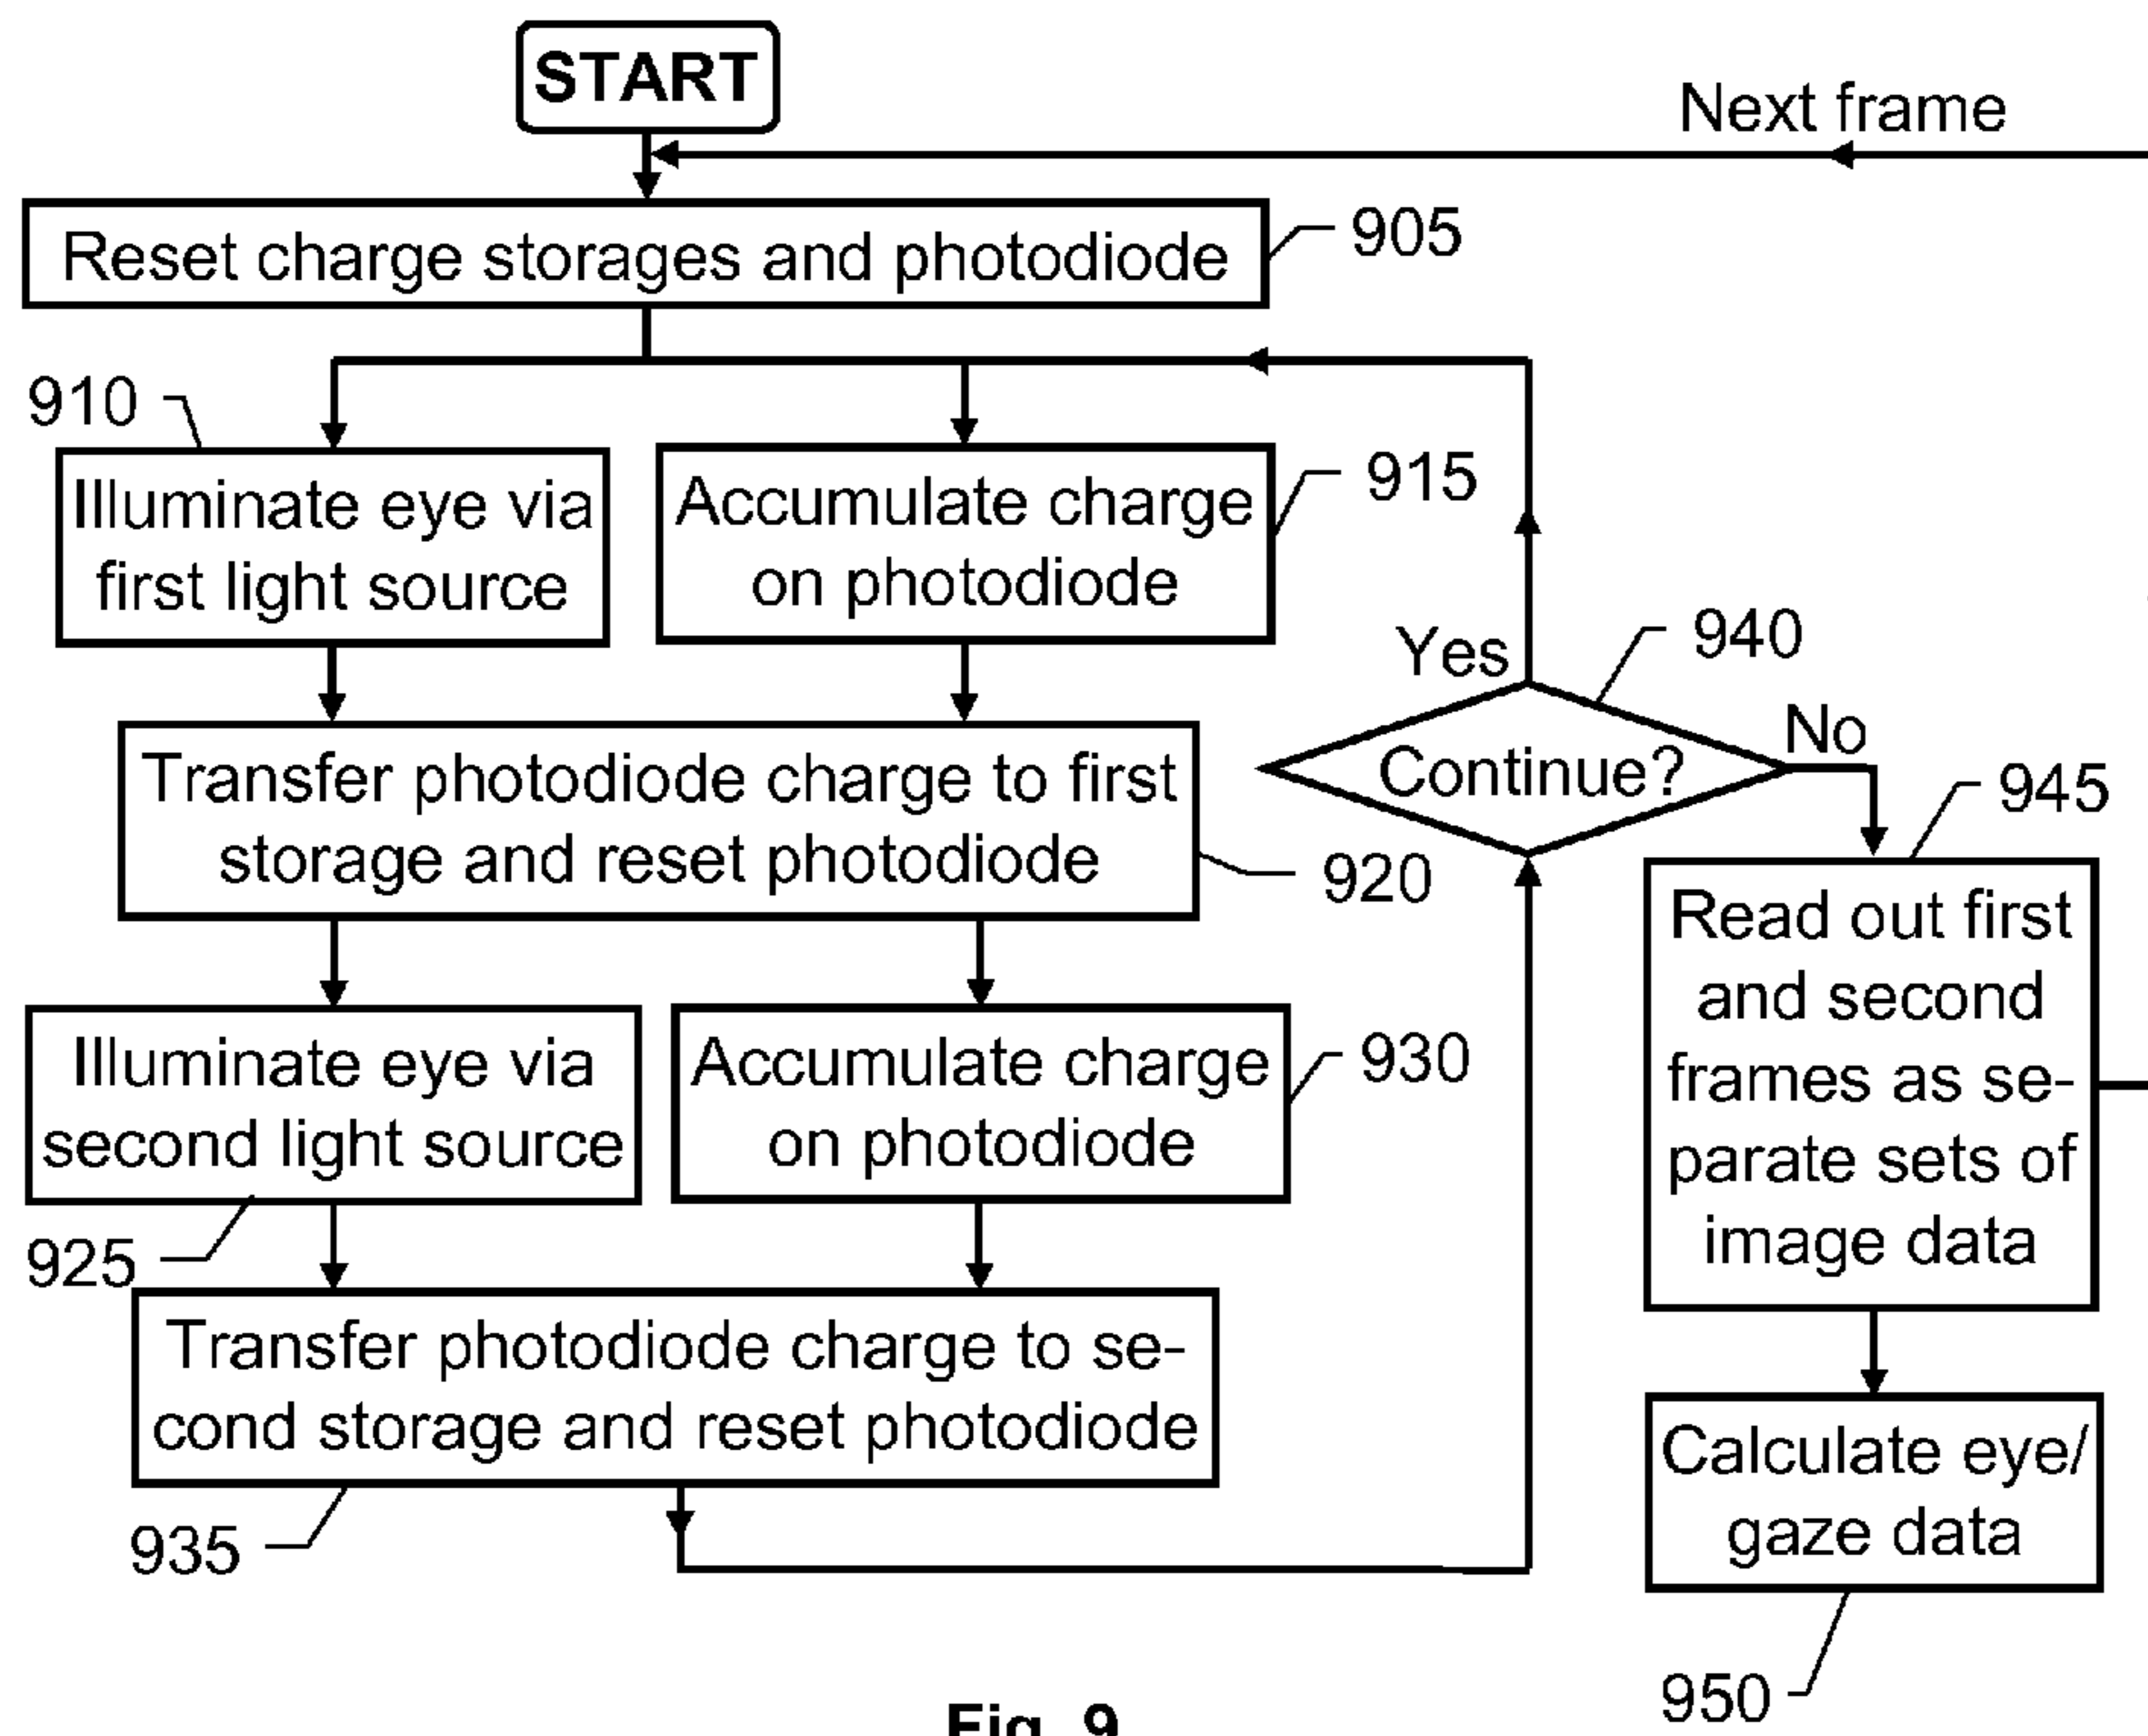 START
Next frame
Reset charge storages and photodiode
905
910
Illuminate eye via
first light source
Accumulate charge
on photodiode
915
Transfer photodiode charge to first
storage and reset photodiode
920
Illuminate eye via
second light source
925
Accumulate charge
on photodiode
930
Transfer photodiode charge to se-
cond storage and reset photodiode
935
Yes
940
Continue?
No
945
Read out first
and second
frames as se-
parate sets of
image data
Calculate eye/
gaze data
950
Fig. 9